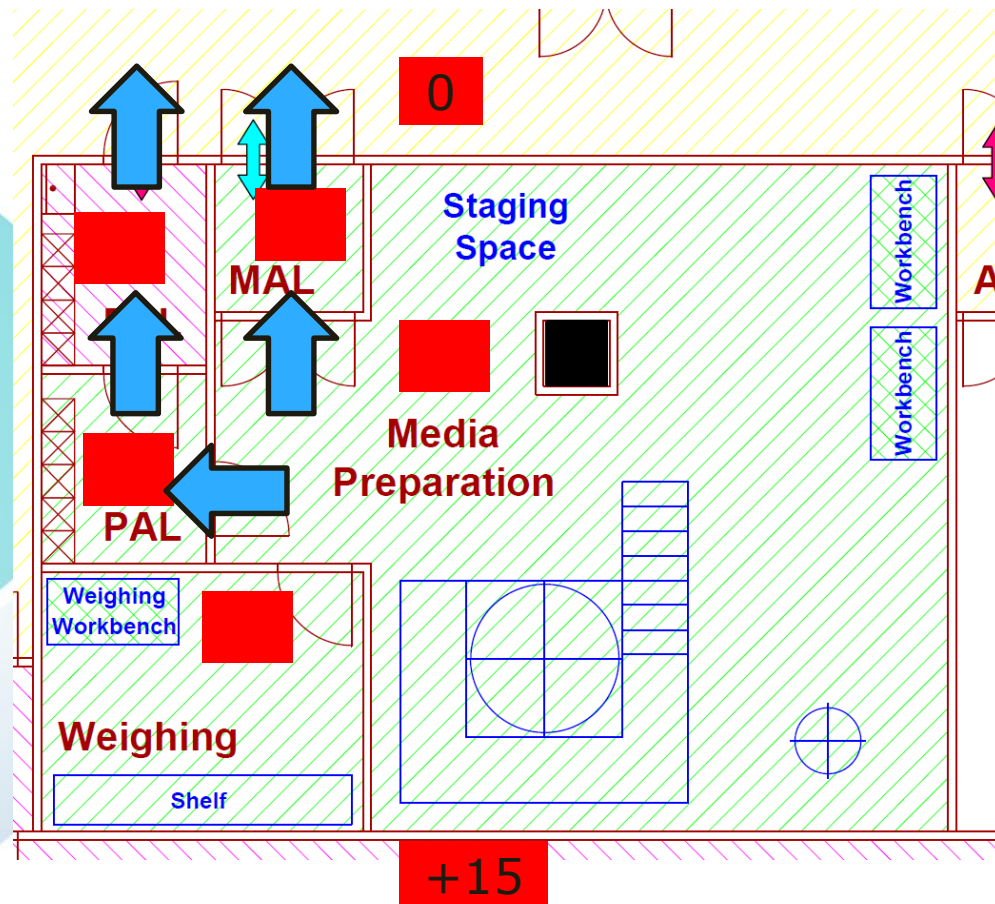 0
Staging
Space
Workbench
MAL
Workbench
Media
Preparation
PAL
Weighing
Workbench
Weighing
Shelf
+15